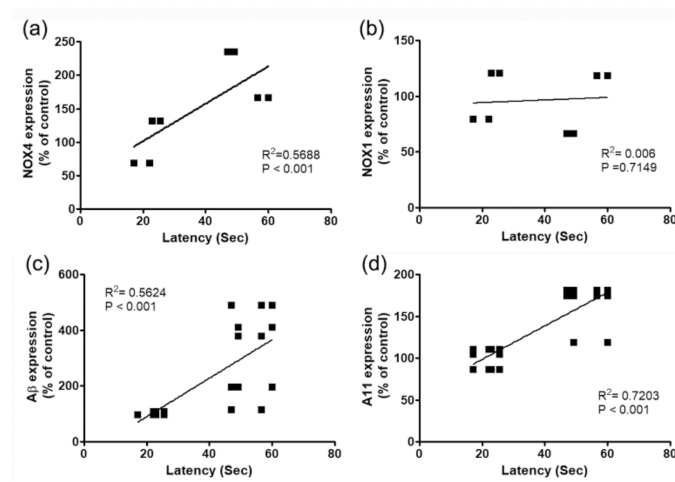 (a)
NOX4 expression
(% of control)
250
200
150
100
50
0
R²=0.5688
P < 0.001
0 20 40 60 80
Latency (Sec)
(b)
NOX1 expression
(% of control)
150
100
50
0
R²= 0.006
P =0.7149
0 20 40 60 80
Latency (Sec)
(c)
Aβ expression
(% of control)
600
400
200
0
R²= 0.5624
P < 0.001
0 20 40 60 80
Latency (Sec)
(d)
A11 expression
(% of control)
200
150
100
50
0
R²= 0.7203
P < 0.001
0 20 40 60 80
Latency (Sec)